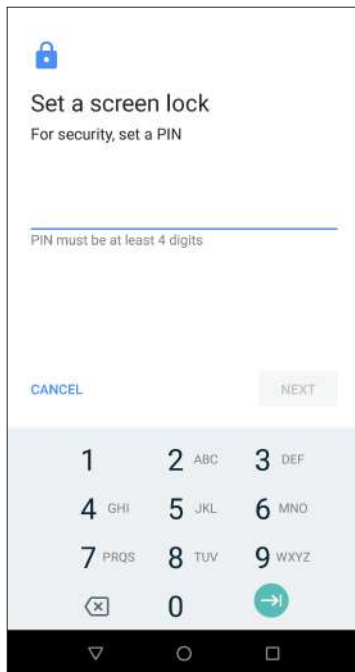 Set a screen lock
For security, set a PIN
PIN must be at least 4 digits
CANCEL NEXT
1 2 ABC 3 DEF
4 GHI 5 JKL 6 MNO
7 PRQS 8 TUV 9 WXYZ
0